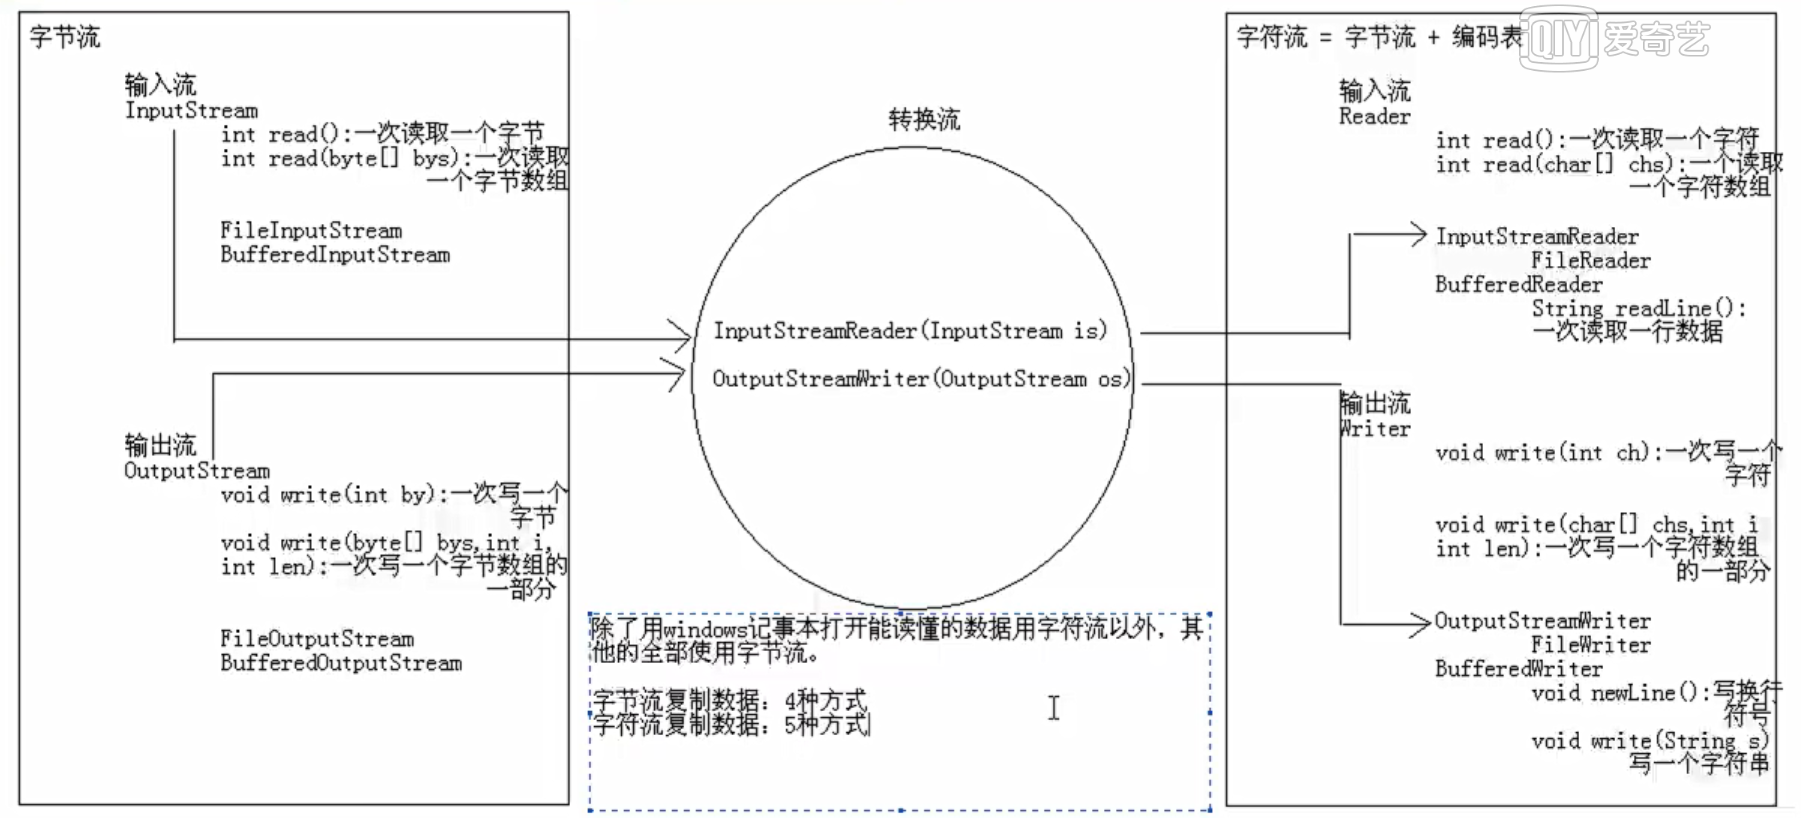 字节流
输入流
InputStream
int read():一次读取一个字节
int read(byte[] bys):一次读取
一个字节数组
FileInputStream
BufferedInputStream
输出流
OutputStream
void write(int by):一次写一个
字节
void write(byte[] bys,int i,
int len):一次写一个字节数组的
一部分
FileOutputStream
BufferedOutputStream
转换流
InputStreamReader(InputStream is)
OutputStreamWriter(OutputStream os)
除了用windows记事本打开能读懂的数据用字符流以外，其
他的全部使用字节流。
字节流复制数据：4种方式
字符流复制数据：5种方式
字符流 = 字节流 + 编码表
QIY 爱奇艺
输入流
Reader
int read():一次读取一个字符
int read(char[] chs):一个读取
一个字符数组
InputStreamReader
FileReader
BufferedReader
String readLine():
一次读取一行数据
输出流
Writer
void write(int ch):一次写一个
字符
void write(char[] chs,int i
int len):一次写一个字符数组
的一部分
OutputStreamWriter
FileWriter
BufferedWriter
void newLine():写换行
符号
void write(String s)
写一个字符串